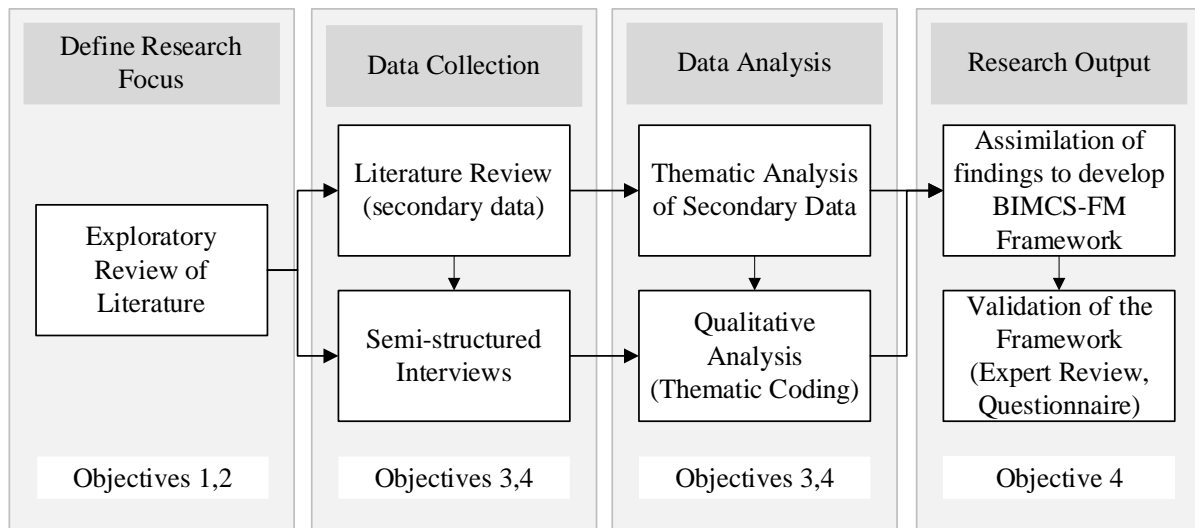 Define Research
Focus
Exploratory
Review of
Literature
Objectives 1,2
Data Collection
Literature Review
(secondary data)
Semi-structured
Interviews
Objectives 3,4
Data Analysis
Thematic Analysis
of Secondary Data
Qualitative
Analysis
(Thematic Coding)
Objectives 3,4
Research Output
Assimilation of
findings to develop
BIMCS-FM
Framework
Validation of the
Framework
(Expert Review,
Questionnaire)
Objective 4